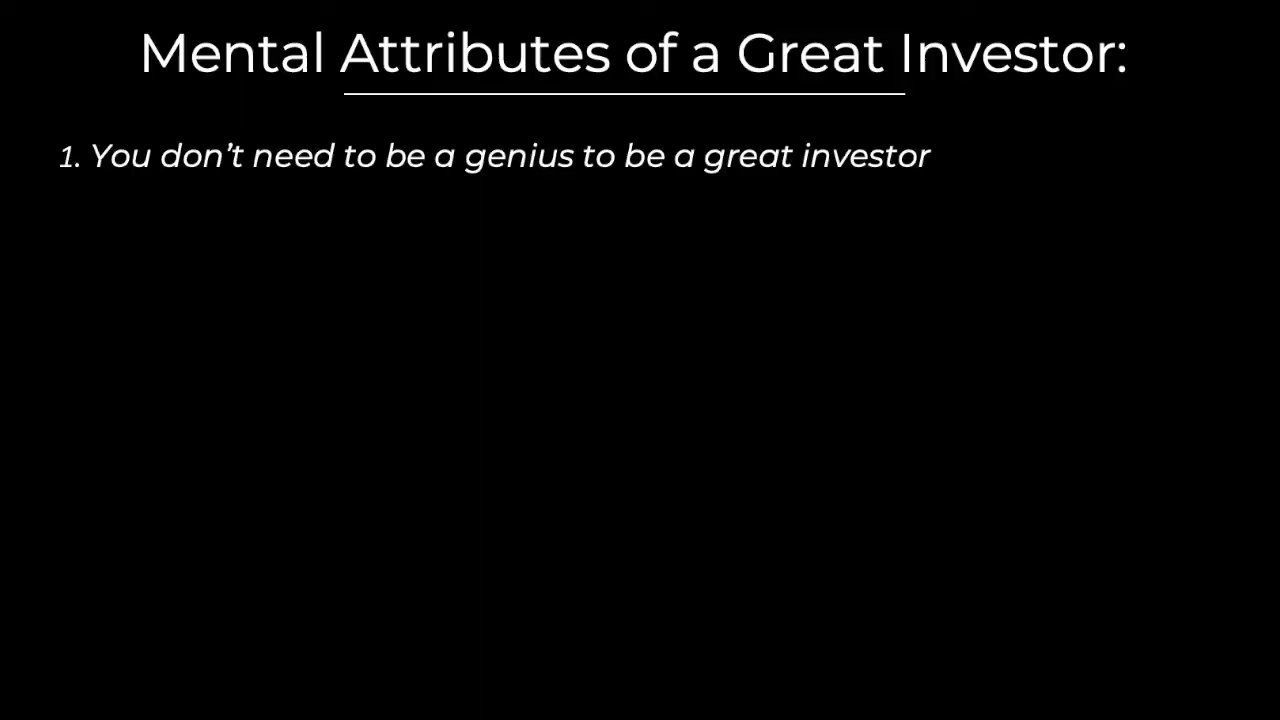 Mental Attributes of a Great Investor:
1. You don’t need to be a genius to be a great investor